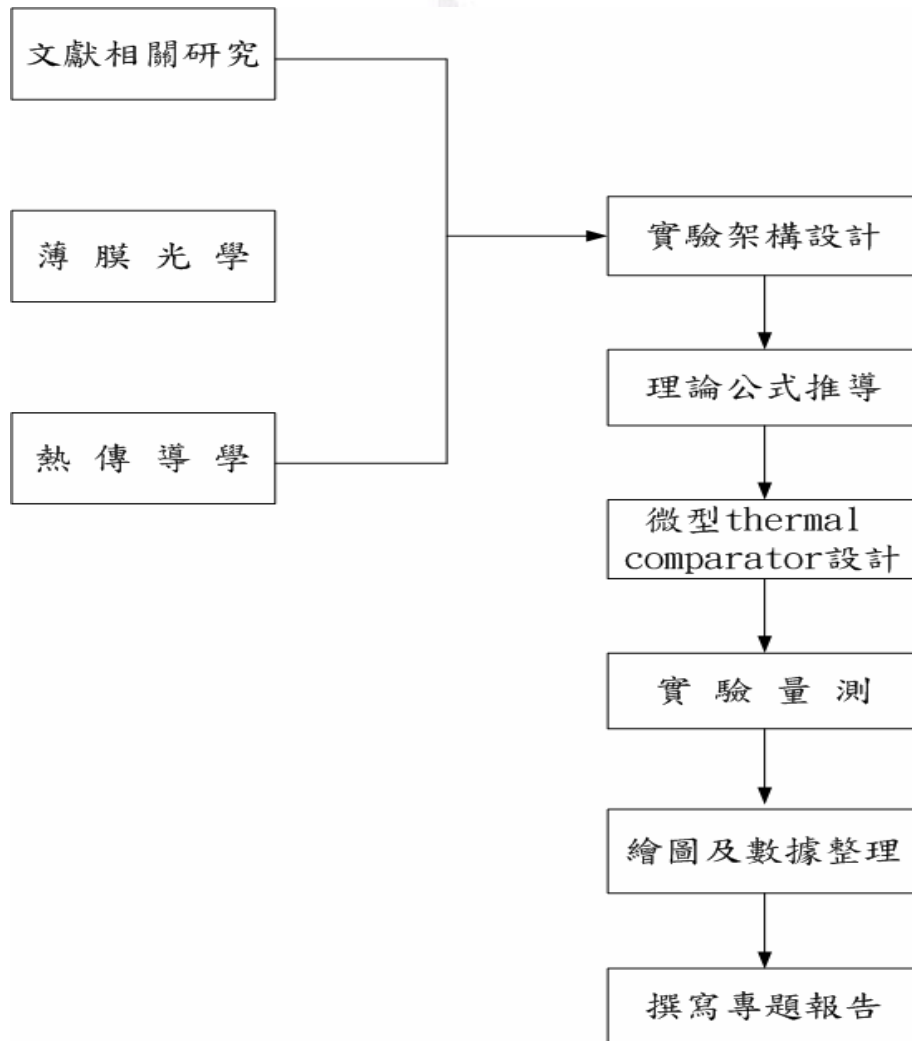 文獻相關研究
薄膜光學
熱傳導學
實驗架構設計
理論公式推導
微型thermal
comparator設計
實驗量測
繪圖及數據整理
撰寫專題報告